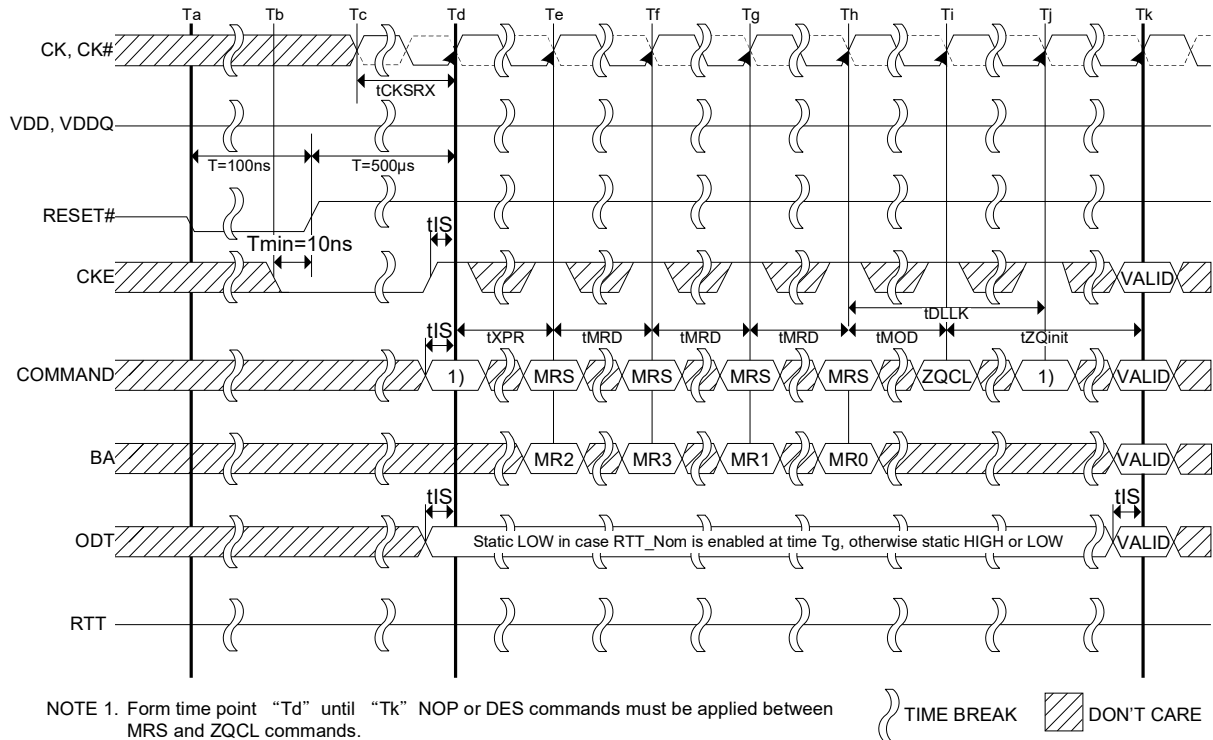 Ta Tb Tc Td Te Tf Tg Th Ti Tj Tk
CK, CK#
tCKSRX
VDD, VDDQ
T=100ns T=500µs
RESET#
tIS
Tmin=10ns
CKE VALID
tDLLK
tIS tXPR tMRD tMRD tMRD tMOD tZQinit
COMMAND 1) MRS MRS MRS MRS ZQCL 1) VALID
BA MR2 MR3 MR1 MR0 VALID
tIS tIS
ODT Static LOW in case RTT_Nom is enabled at time Tg, otherwise static HIGH or LOW VALID
RTT
NOTE 1. Form time point “Td” until “Tk” NOP or DES commands must be applied between
MRS and ZQCL commands.
TIME BREAK DON'T CARE